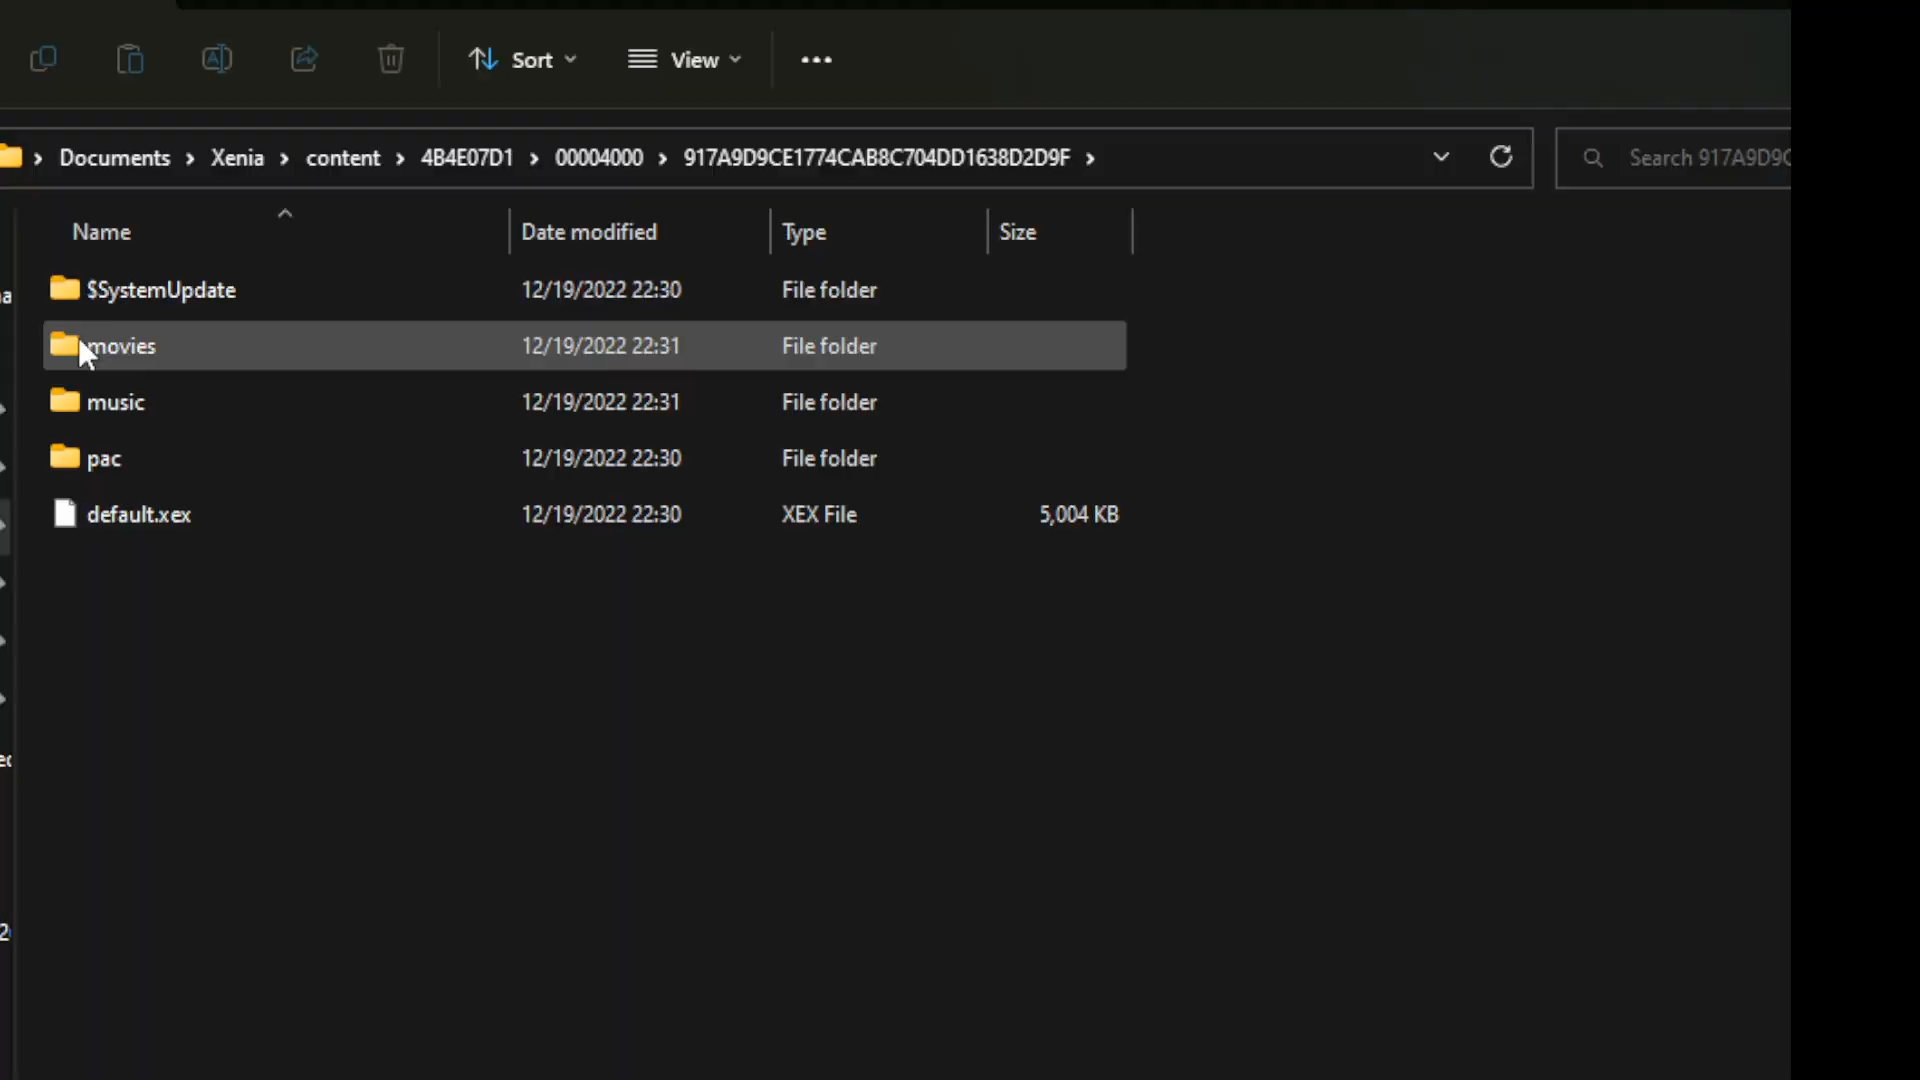 Sort View
Documents > Xenia > content > 4B4E07D1 > 00004000 > 917A9D9CE1774CAB8C704DD1638D2D9F >
Search 917A9D9C
Name Date modified Type Size
$SystemUpdate 12/19/2022 22:30 File folder
movies 12/19/2022 22:31 File folder
music 12/19/2022 22:31 File folder
pac 12/19/2022 22:30 File folder
default.xex 12/19/2022 22:30 XEX File 5,004 KB